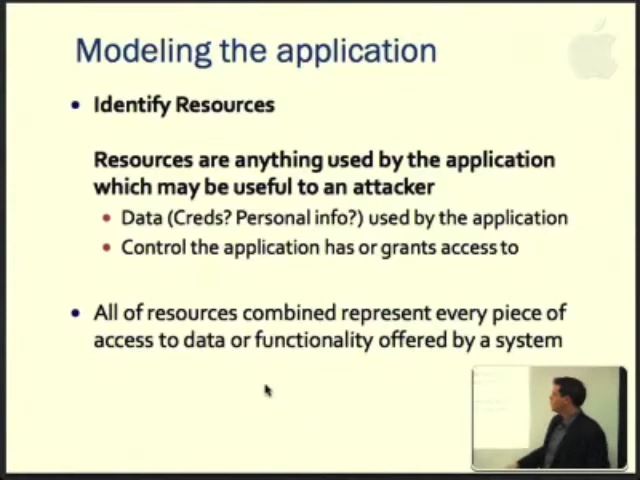 Modeling the application
• Identify Resources
Resources are anything used by the application
which may be useful to an attacker
• Data (Creds? Personal info?) used by the application
• Control the application has or grants access to
• All of resources combined represent every piece of
access to data or functionality offered by a system